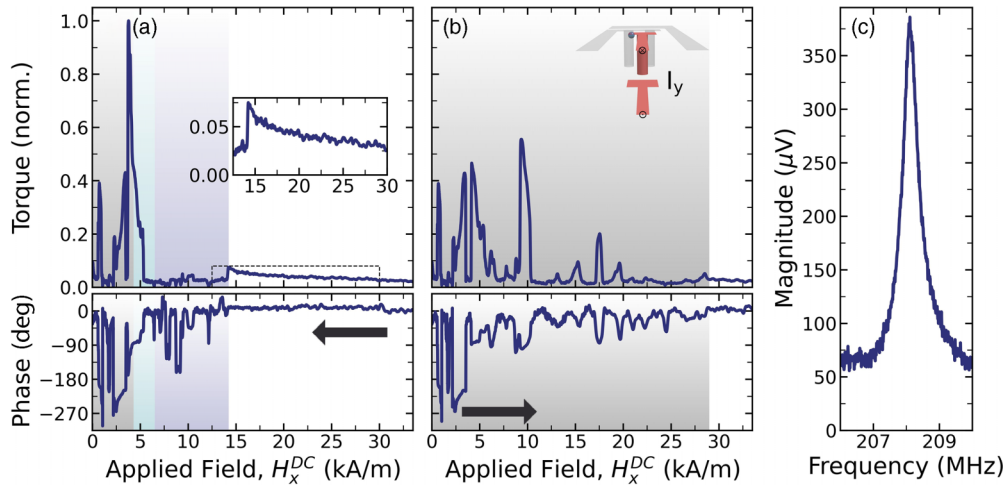 (a)
(b)
(c)
Torque (norm.)
1.0
0.8
0.6
0.4
0.2
0.0
0.05
0.00
15 20 25 30
I_y
Phase (deg)
0
−90
−180
−270
0 5 10 15 20 25 30
Applied Field, H_x^DC (kA/m)
0 5 10 15 20 25 30
Applied Field, H_x^DC (kA/m)
Magnitude (μV)
350
300
250
200
150
100
50
0
207 209
Frequency (MHz)